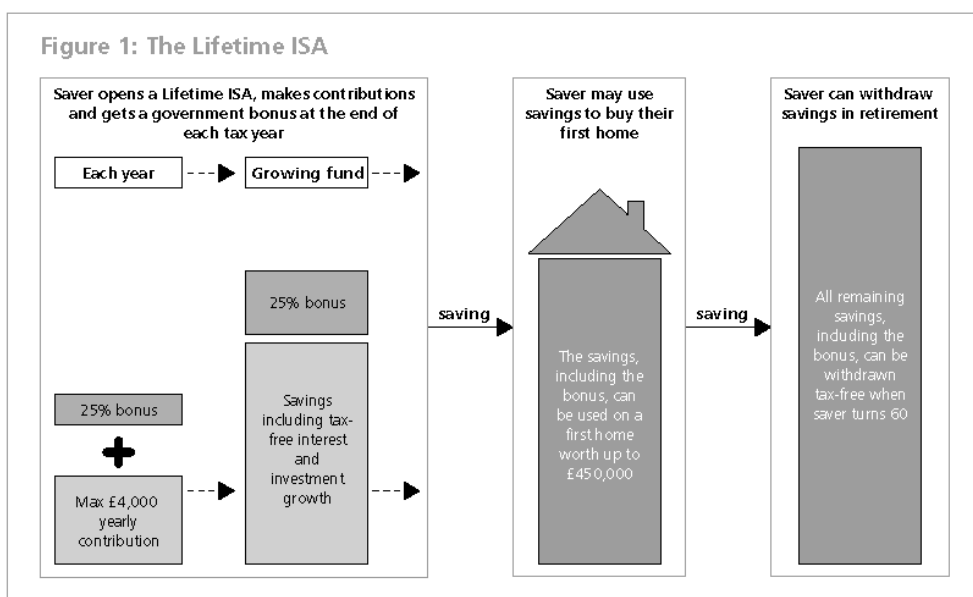 Figure 1: The Lifetime ISA
Saver opens a Lifetime ISA, makes contributions
and gets a government bonus at the end of
each tax year
Each year
Growing fund
25% bonus
Max £4,000
yearly
contribution
25% bonus
Savings
including tax-
free interest
and
investment
growth
saving
Saver may use
savings to buy their
first home
The savings,
including the
bonus, can
be used on a
first home
worth up to
£450,000
saving
Saver can withdraw
savings in retirement
All remaining
savings,
including the
bonus, can be
withdrawn
tax-free when
saver turns 60